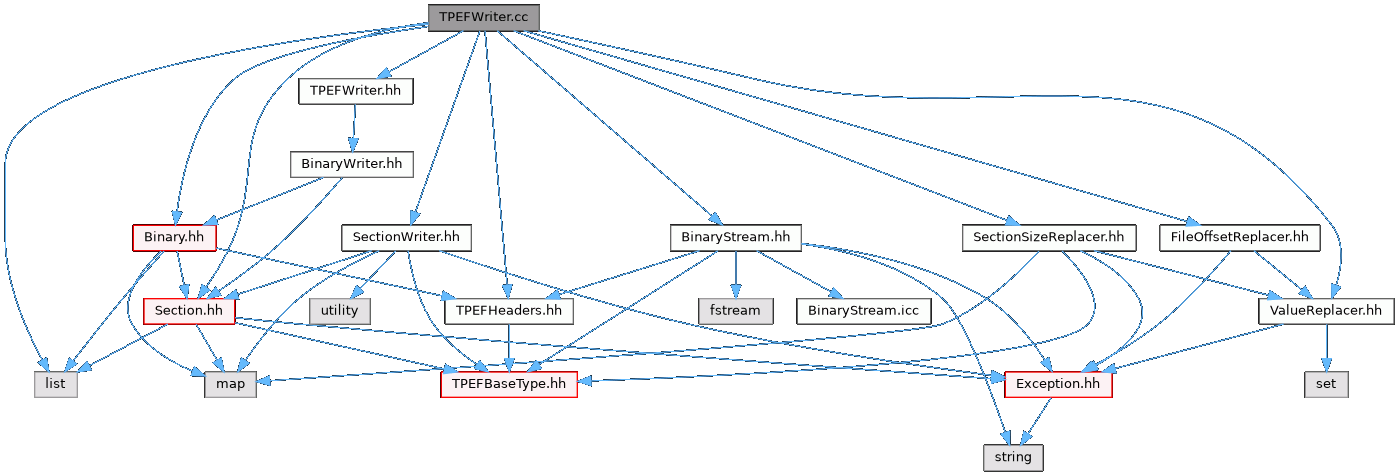 TPEFWriter.cc
TPEFWriter.hh
BinaryWriter.hh
Binary.hh
SectionWriter.hh
BinaryStream.hh
SectionSizeReplacer.hh
FileOffsetReplacer.hh
Section.hh
utility
TPEFHeaders.hh
fstream
BinaryStream.icc
ValueReplacer.hh
list
map
TPEFBaseType.hh
Exception.hh
set
string